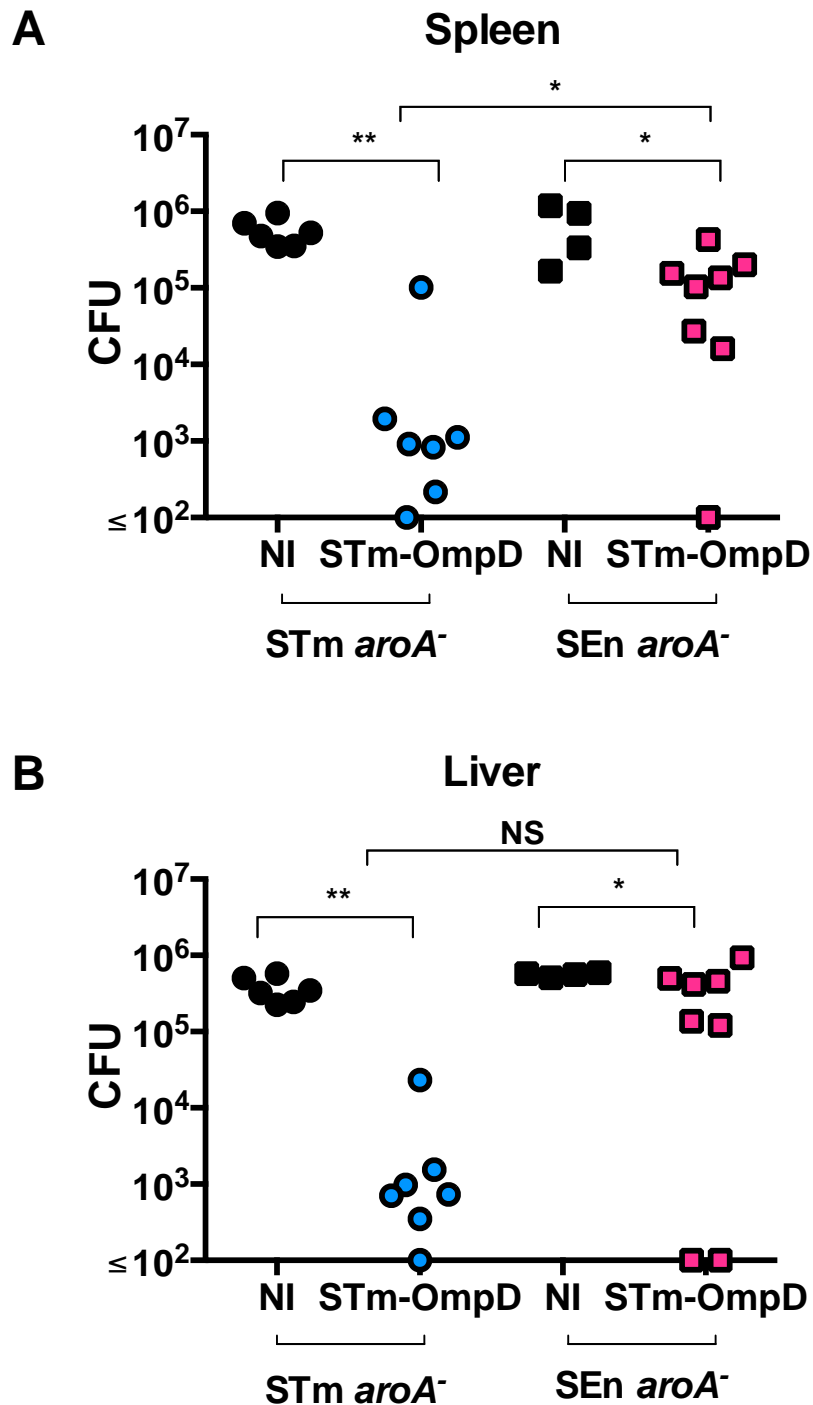 A
Spleen
*
**
*
10⁷
10⁶
10⁵
10⁴
10³
≤ 10²
CFU
NI STm-OmpD NI STm-OmpD
STm aroA⁻ SEn aroA⁻
B
Liver
NS
**
*
10⁷
10⁶
10⁵
10⁴
10³
≤ 10²
CFU
NI STm-OmpD NI STm-OmpD
STm aroA⁻ SEn aroA⁻